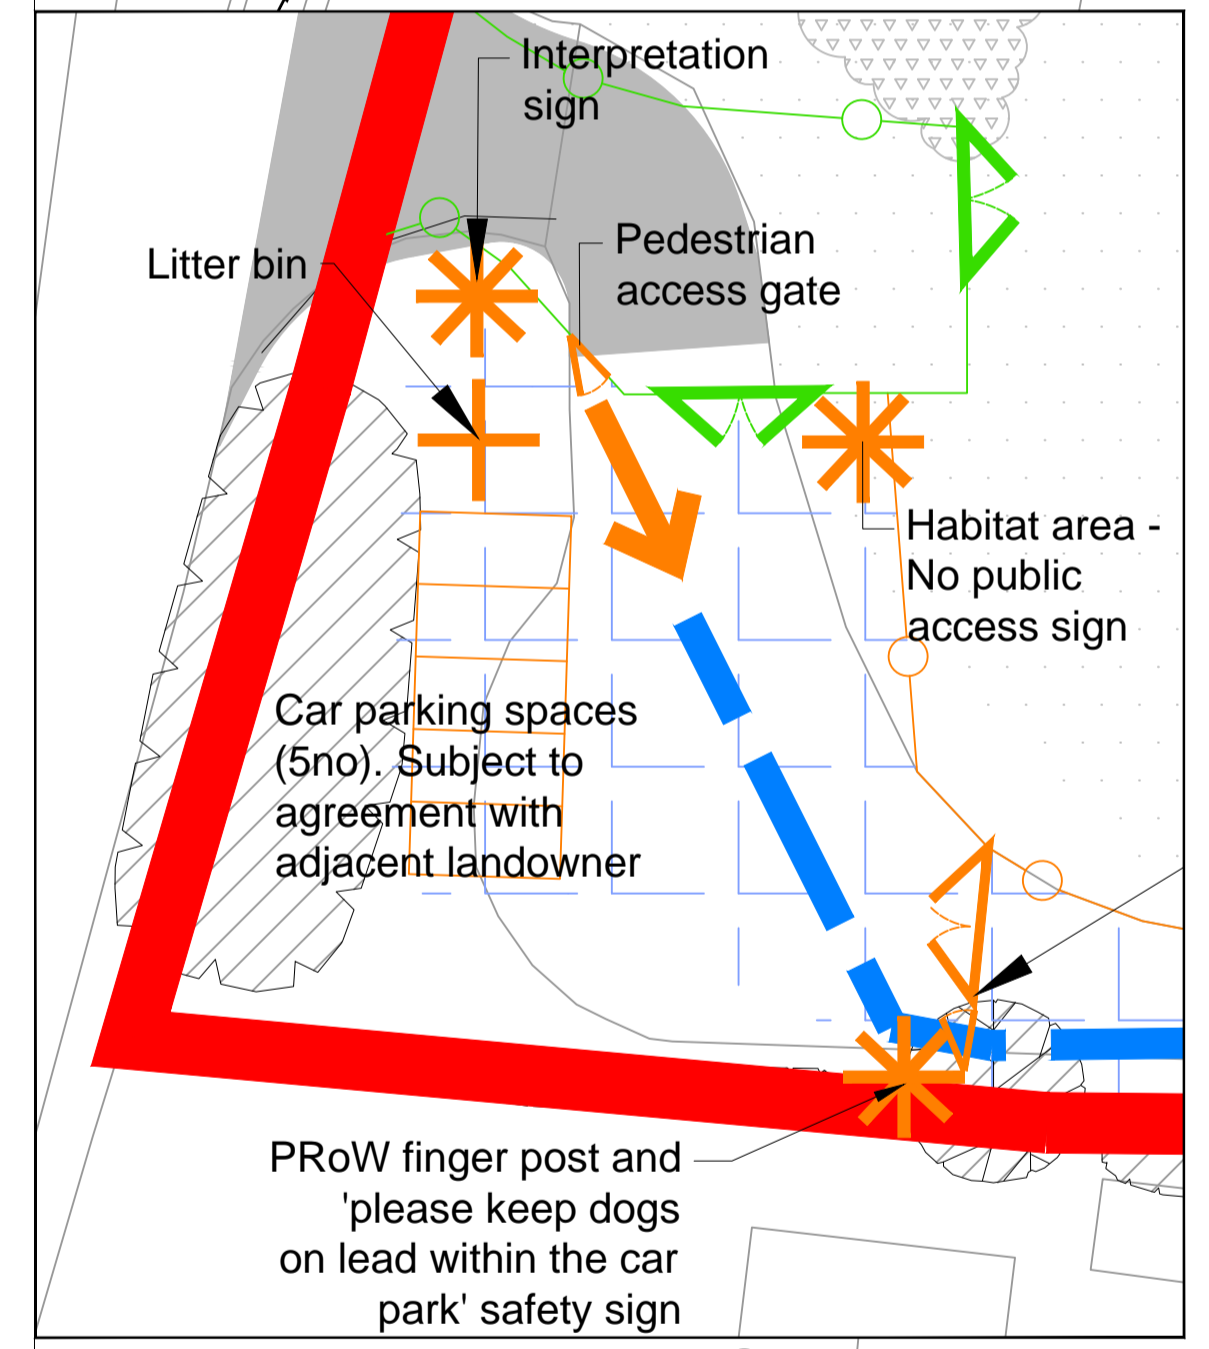 Interpretation
sign
Pedestrian
access gate
Litter bin
Habitat area -
No public
access sign
Car parking spaces
(5no). Subject to
agreement with
adjacent landowner
PRoW finger post and
'please keep dogs
on lead within the car
park' safety sign